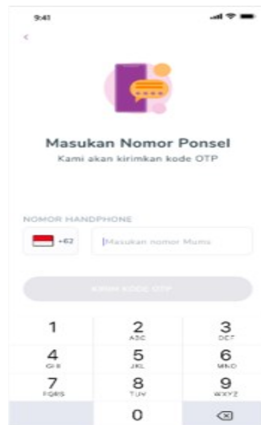 9:41
Masukan Nomor Ponsel
Kami akan kirimkan kode OTP
NOMOR HANDPHONE
+62 Masukan nomor Mums
KIRIM KODE OTP
1 2 3
ABC DEF
4 5 6
GHI JKL MNO
7 8 9
PQRS TUV WXYZ
0